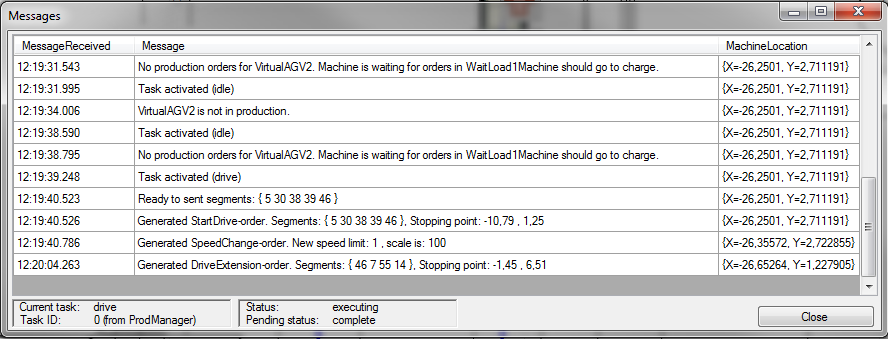 Messages
MessageReceived Message MachineLocation
12:19:31.543 No production orders for VirtualAGV2. Machine is waiting for orders in WaitLoad1Machine should go to charge. {X=-26,2501, Y=2,711191}
12:19:31.995 Task activated (idle) {X=-26,2501, Y=2,711191}
12:19:34.006 VirtualAGV2 is not in production. {X=-26,2501, Y=2,711191}
12:19:38.590 Task activated (idle) {X=-26,2501, Y=2,711191}
12:19:38.795 No production orders for VirtualAGV2. Machine is waiting for orders in WaitLoad1Machine should go to charge. {X=-26,2501, Y=2,711191}
12:19:39.248 Task activated (drive) {X=-26,2501, Y=2,711191}
12:19:40.523 Ready to sent segments: { 5 30 38 39 46 } {X=-26,2501, Y=2,711191}
12:19:40.526 Generated StartDrive-order. Segments: { 5 30 38 39 46 }, Stopping point: -10,79 , 1,25 {X=-26,2501, Y=2,711191}
12:19:40.786 Generated SpeedChange-order. New speed limit: 1 , scale is: 100 {X=-26,35572, Y=2,722855}
12:20:04.263 Generated DriveExtension-order. Segments: { 46 7 55 14 }, Stopping point: -1,45 , 6,51 {X=-26,65264, Y=1,227905}
Current task: drive Status: executing
Task ID: 0 (from ProdManager) Pending status: complete
Close